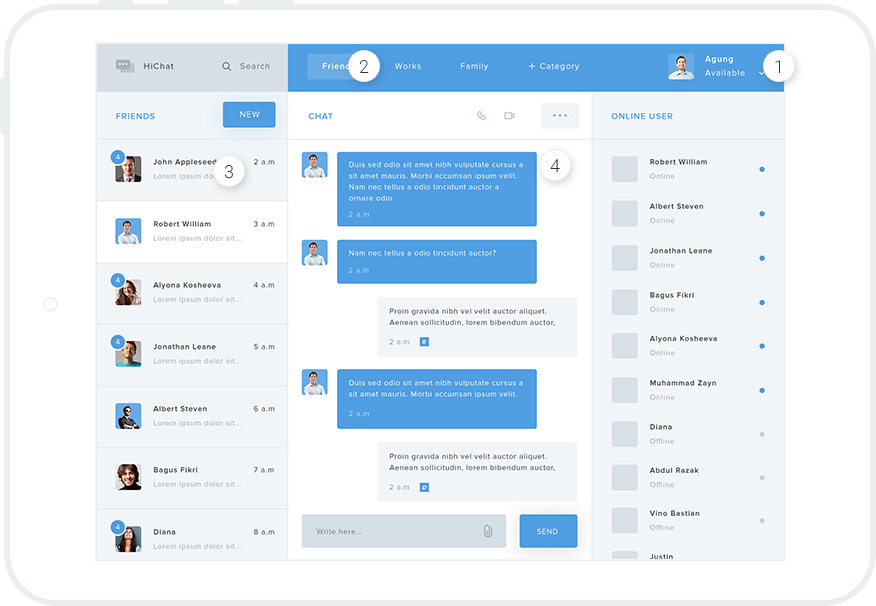 HiChat
Search
Friend
2
Works
Family
+ Category
Agung
Available
1
FRIENDS
NEW
CHAT
ONLINE USER
4
John Appleseed
2 a.m
Lorem ipsum do
3
Robert William
3 a.m
Lorem ipsum dolor sit...
4
Alyona Kosheeva
4 a.m
Lorem ipsum dolor sit...
4
Jonathan Leane
5 a.m
Lorem ipsum dolor sit...
Albert Steven
6 a.m
Lorem ipsum dolor sit...
Bagus Fikri
7 a.m
Lorem ipsum dolor sit...
4
Diana
8 a.m
Lorem ipsum dolor sit...
Duis sed odio sit amet nibh vulputate cursus a
sit amet mauris. Morbi accumsan ipsum velit.
Nam nec tellus a odio tincidunt auctor a
ornare odio.
2 a.m
4
Nam nec tellus a odio tincidunt auctor?
2 a.m
Proin gravida nibh vel velit auctor aliquet.
Aenean sollicitudin, lorem bibendum auctor,
2 a.m
Duis sed odio sit amet nibh vulputate cursus a
sit amet mauris. Morbi accumsan ipsum velit.
2 a.m
Proin gravida nibh vel velit auctor aliquet.
Aenean sollicitudin, lorem bibendum auctor,
2 a.m
Write here...
SEND
Robert William
Online
Albert Steven
Online
Jonathan Leane
Online
Bagus Fikri
Online
Alyona Kosheeva
Online
Muhammad Zayn
Online
Diana
Offline
Abdul Razak
Offline
Vino Bastian
Offline
Justin